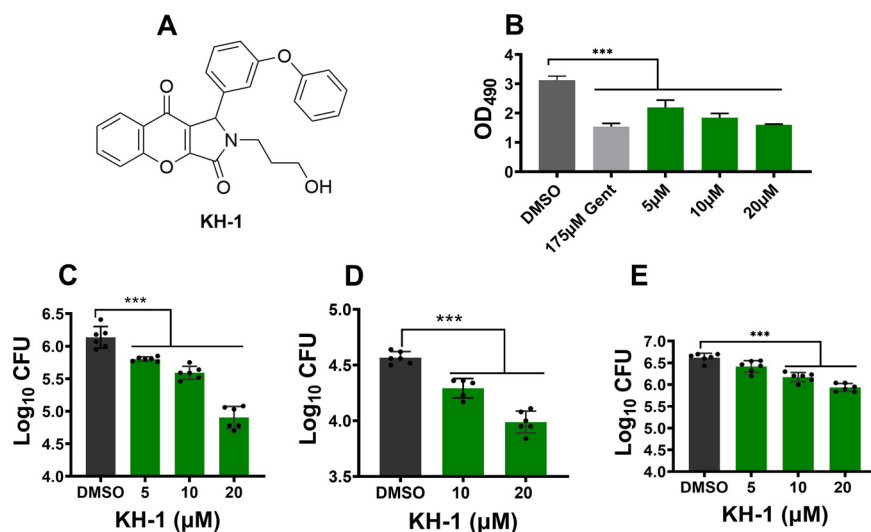 A
O
O
O
N
O
OH
O
KH-1
B
***
OD490
4
3
2
1
0
DMSO
175μM Gent
5μM
10μM
20μM
C
***
Log10 CFU
6.5
6.0
5.5
5.0
4.5
4.0
DMSO 5 10 20
KH-1 (μM)
D
***
Log10 CFU
5.0
4.5
4.0
3.5
DMSO 10 20
KH-1 (μM)
E
***
Log10 CFU
7.0
6.5
6.0
5.5
5.0
4.5
4.0
DMSO 5 10 20
KH-1 (μM)